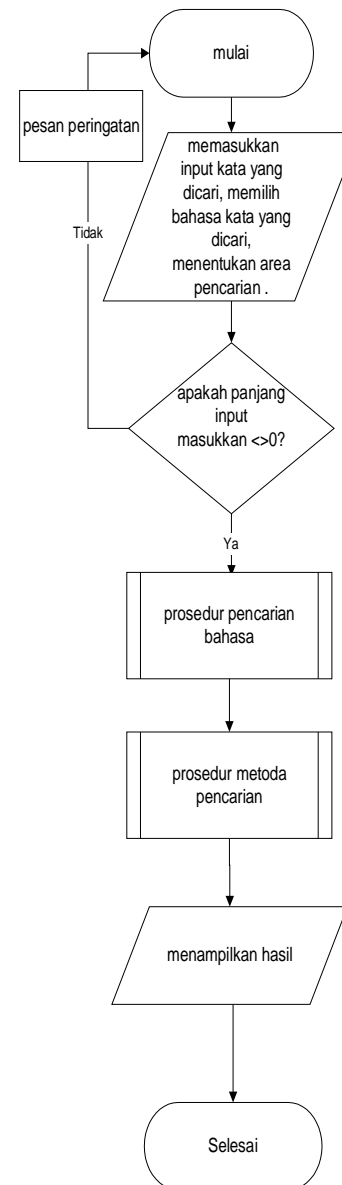 mulai
pesan peringatan
memasukkan
input kata yang
dicari, memilih
bahasa kata yang
dicari,
menentukan area
pencarian .
Tidak
apakah panjang
input
masukkan <>0?
Ya
prosedur pencarian
bahasa
prosedur metoda
pencarian
menampilkan hasil
Selesai